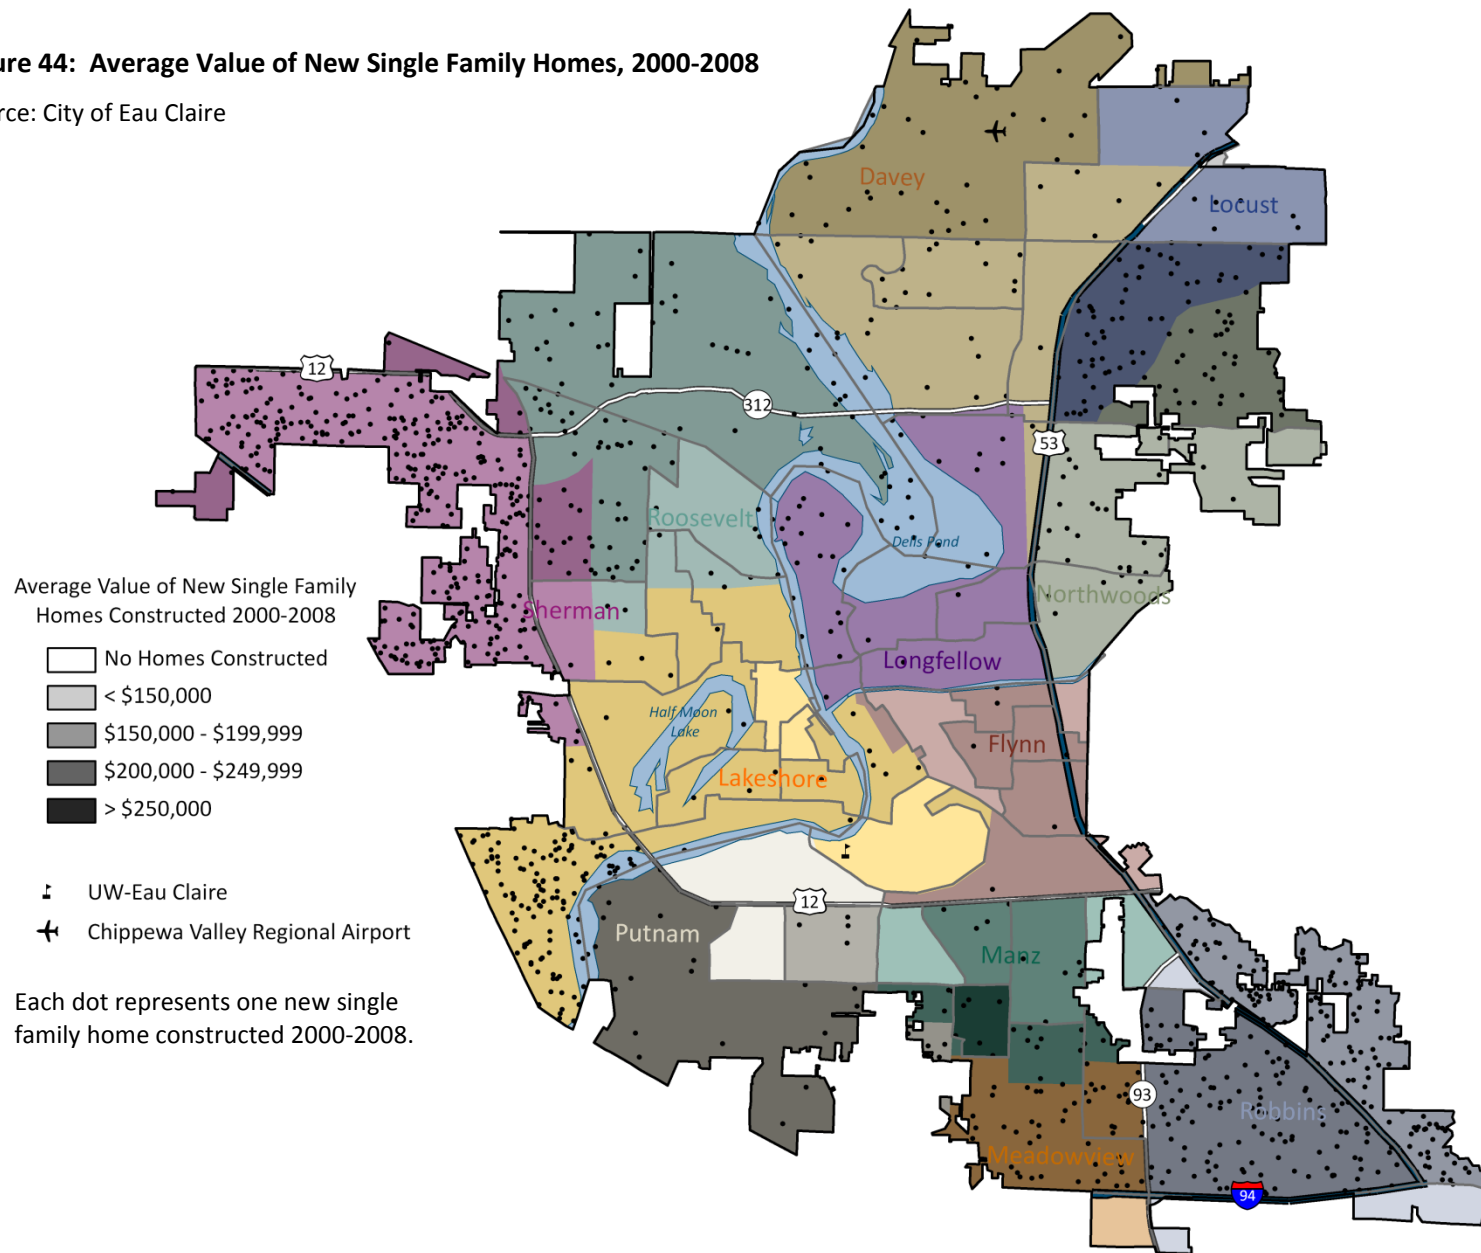 ure 44: Average Value of New Single Family Homes, 2000-2008
rce: City of Eau Claire
Davey
Locust
12
312
53
Roosevelt
Dells Pond
Northwoods
Average Value of New Single Family
Homes Constructed 2000-2008
Sherman
No Homes Constructed
Longfellow
< $150,000
Half Moon
Lake
$150,000 - $199,999
Flynn
$200,000 - $249,999
Lakeshore
> $250,000
UW-Eau Claire
12
Chippewa Valley Regional Airport
Putnam
Manz
Each dot represents one new single
family home constructed 2000-2008.
93
Robbins
Meadowview
94